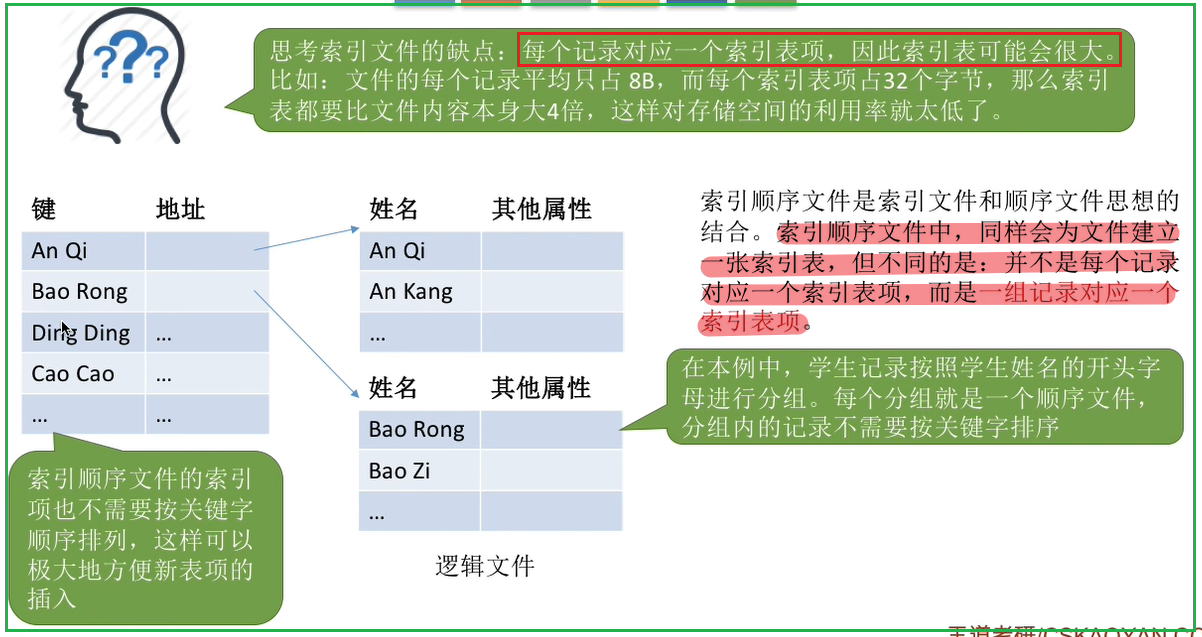 ? ? ?
思考索引文件的缺点：每个记录对应一个索引表项，因此索引表可能会很大。
比如：文件的每个记录平均只占 8B，而每个索引表项占32个字节，那么索引
表都要比文件内容本身大4倍，这样对存储空间的利用率就太低了。
键 地址
An Qi
Bao Rong
Ding Ding ...
Cao Cao ...
... ...
姓名 其他属性
An Qi
An Kang
...
姓名 其他属性
Bao Rong
Bao Zi
...
逻辑文件
索引顺序文件是索引文件和顺序文件思想的
结合。索引顺序文件中，同样会为文件建立
一张索引表，但不同的是：并不是每个记录
对应一个索引表项，而是一组记录对应一个
索引表项。
在本例中，学生记录按照学生姓名的开头字
母进行分组。每个分组就是一个顺序文件，
分组内的记录不需要按关键字排序
索引顺序文件的索引
项也不需要按关键字
顺序排列，这样可以
极大地方便新表项的
插入